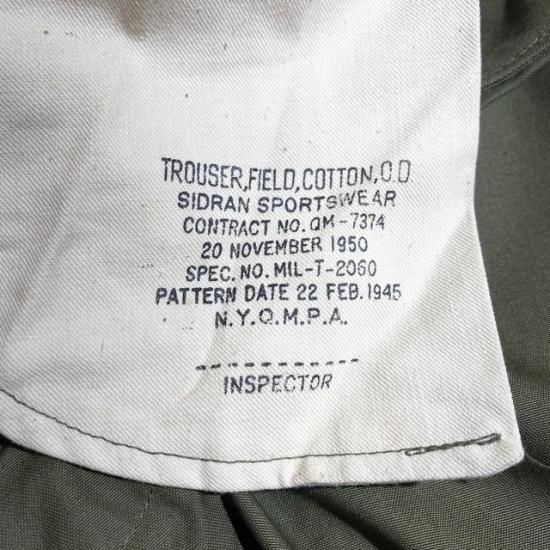 TROUSER, FIELD, COTTON, O.D.
SIDRAN SPORTSWEAR
CONTRACT NO. QM-7374
20 NOVEMBER 1950
SPEC. NO. MIL-T-2060
PATTERN DATE 22 FEB. 1945
N.Y.Q.M.P.A.
INSPECTOR